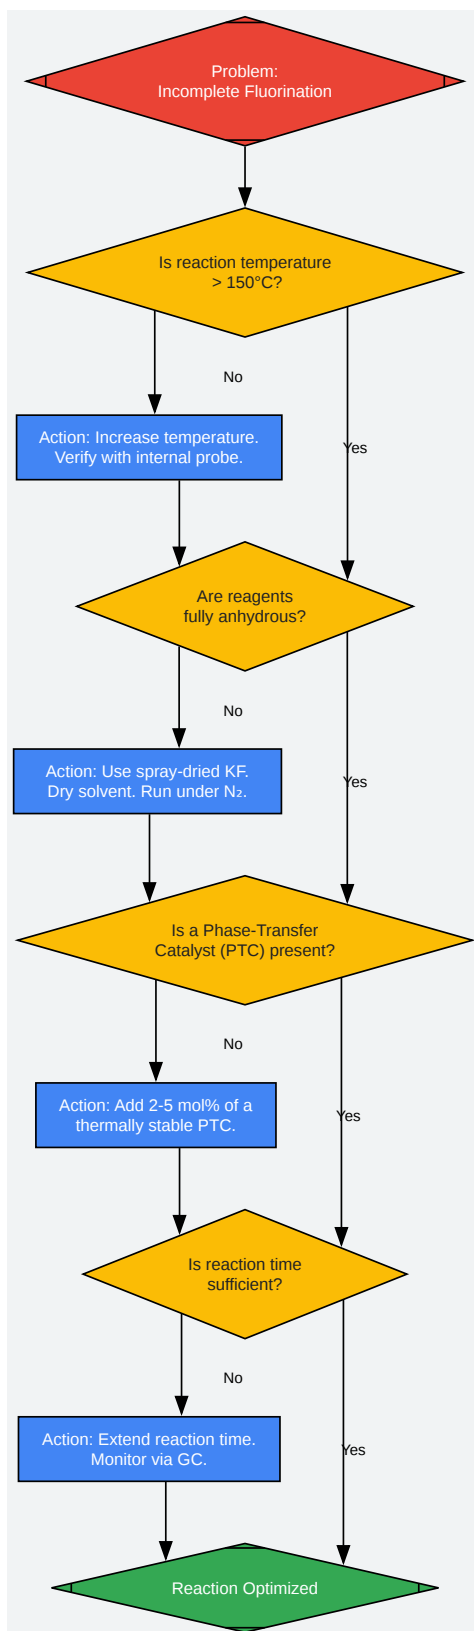 Problem:
Incomplete Fluorination
Is reaction temperature
> 150°C?
No
Yes
Action: Increase temperature.
Verify with internal probe.
Are reagents
fully anhydrous?
No
Yes
Action: Use spray-dried KF.
Dry solvent. Run under N₂.
Is a Phase-Transfer
Catalyst (PTC) present?
No
Yes
Action: Add 2-5 mol% of a
thermally stable PTC.
Is reaction time
sufficient?
No
Yes
Action: Extend reaction time.
Monitor via GC.
Reaction Optimized